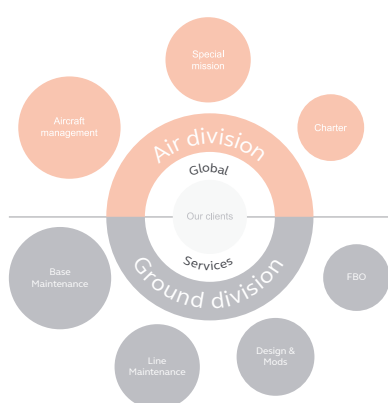 Special
mission
Aircraft
management
Charter
Air division
Global
Our clients
Services
Ground division
Base
Maintenance
FBO
Line
Maintenance
Design &
Mods